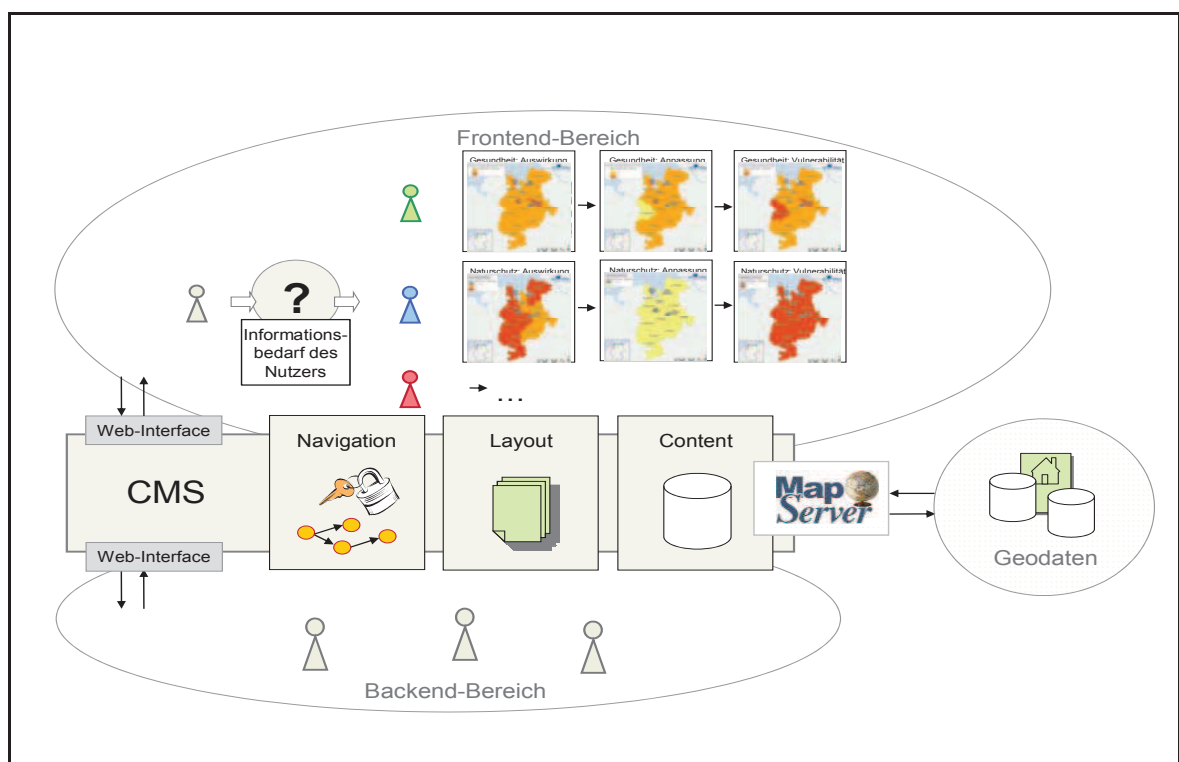 Frontend-Bereich
Gesundheit: Auswirkung
Gesundheit: Anpassung
Gesundheit: Vulnerabilität
Naturschutz: Auswirkung
Naturschutz: Anpassung
Naturschutz: Vulnerabilität
?
Informations-
bedarf des
Nutzers
...
Web-Interface
CMS
Navigation
Layout
Content
Map
Server
Web-Interface
Geodaten
Backend-Bereich